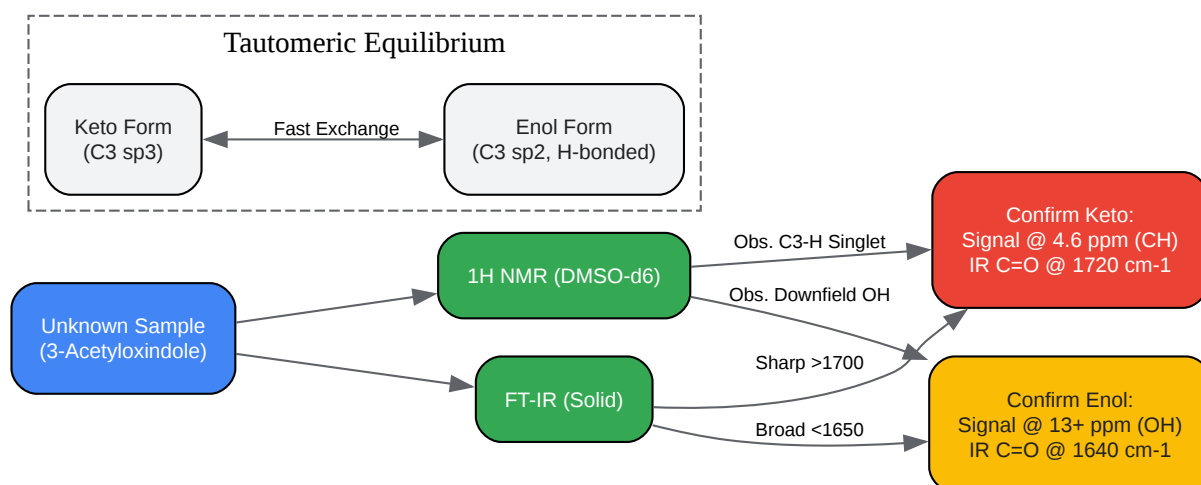 Tautomeric Equilibrium
Keto Form
(C3 sp3)
Fast Exchange
Enol Form
(C3 sp2, H-bonded)
Unknown Sample
(3-Acetyloxindole)
1H NMR (DMSO-d6)
FT-IR (Solid)
Obs. C3-H Singlet
Obs. Downfield OH
Sharp >1700
Broad <1650
Confirm Keto:
Signal @ 4.6 ppm (CH)
IR C=O @ 1720 cm-1
Confirm Enol:
Signal @ 13+ ppm (OH)
IR C=O @ 1640 cm-1